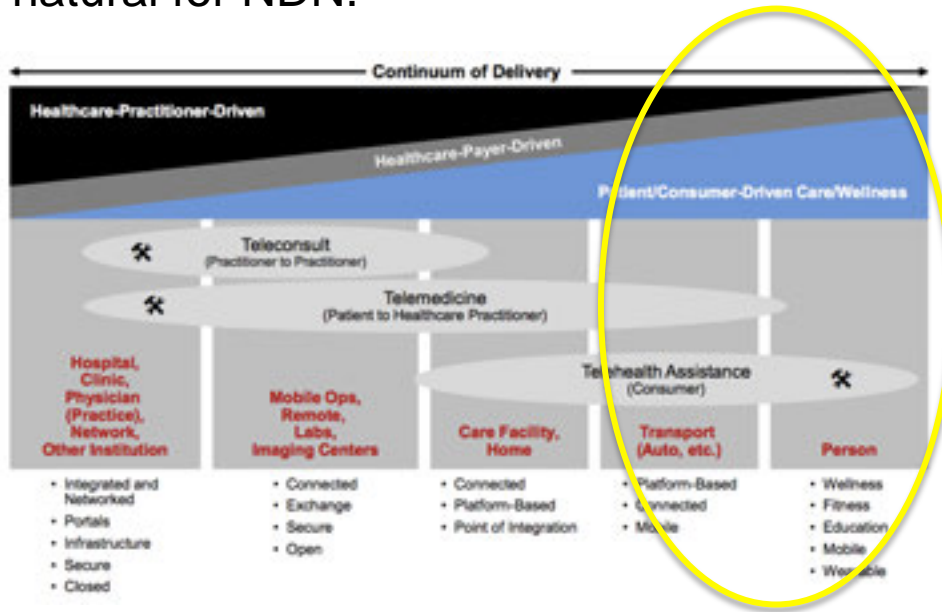 natural for NDN.
Continuum of Delivery
Healthcare-Practitioner-Driven
Healthcare-Payer-Driven
Patient/Consumer-Driven Care/Wellness
Teleconsult
(Practitioner to Practitioner)
Telemedicine
(Patient to Healthcare Practitioner)
Telehealth Assistance
(Consumer)
Hospital,
Clinic,
Physician
(Practice),
Network,
Other Institution
Mobile Ops,
Remote,
Labs,
Imaging Centers
Care Facility,
Home
Transport
(Auto, etc.)
Person
• Integrated and
Networked
• Portals
• Infrastructure
• Secure
• Closed
• Connected
• Exchange
• Secure
• Open
• Connected
• Platform-Based
• Point of Integration
• Platform-Based
• Connected
• Mobile
• Wellness
• Fitness
• Education
• Mobile
• Wearable